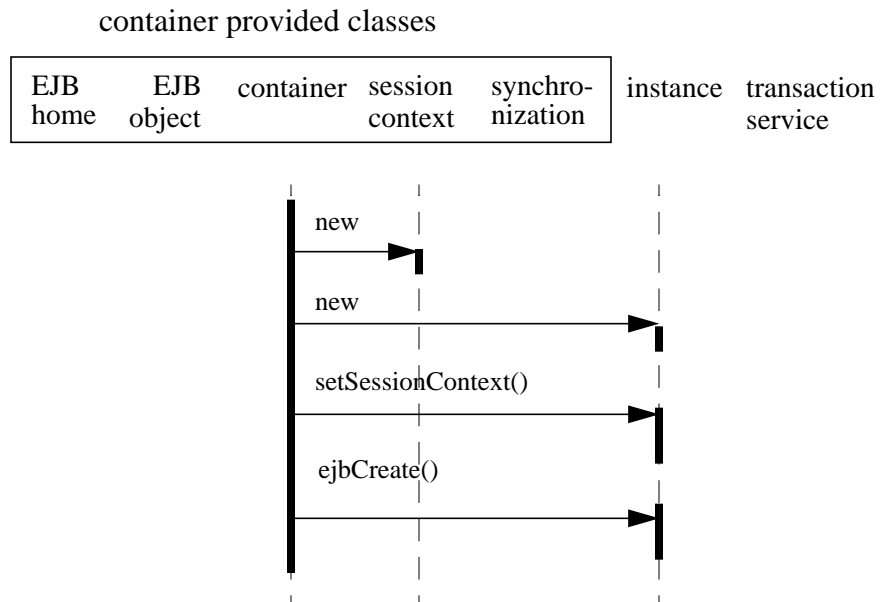 container provided classes
EJB home
EJB object
container
session context
synchro-
nization
instance
transaction service
new
new
setSessionContext()
ejbCreate()